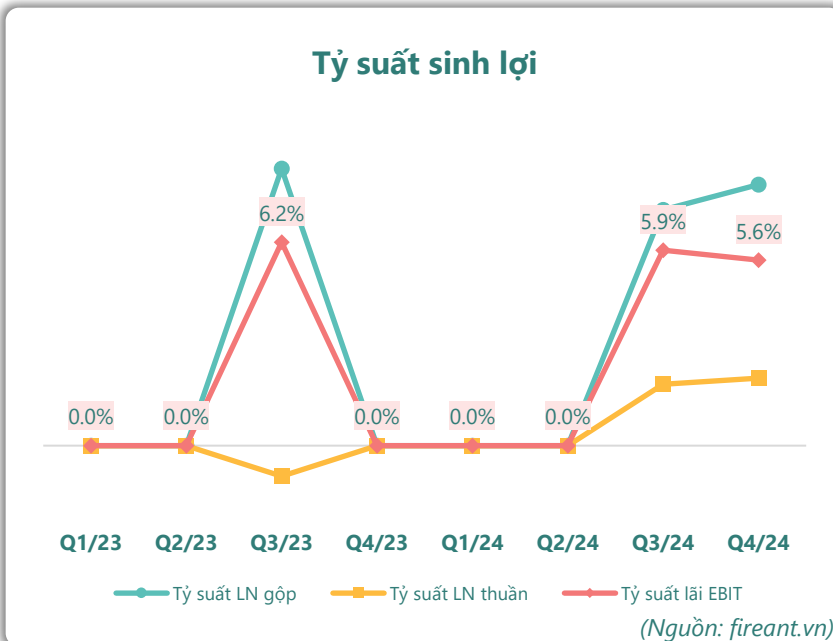 Tỷ suất sinh lợi
6.2%
5.9%
5.6%
0.0%
0.0%
0.0%
0.0%
0.0%
Q1/23
Q2/23
Q3/23
Q4/23
Q1/24
Q2/24
Q3/24
Q4/24
Tỷ suất LN gộp
Tỷ suất LN thuần
Tỷ suất lãi EBIT
(Nguồn: fireant.vn)